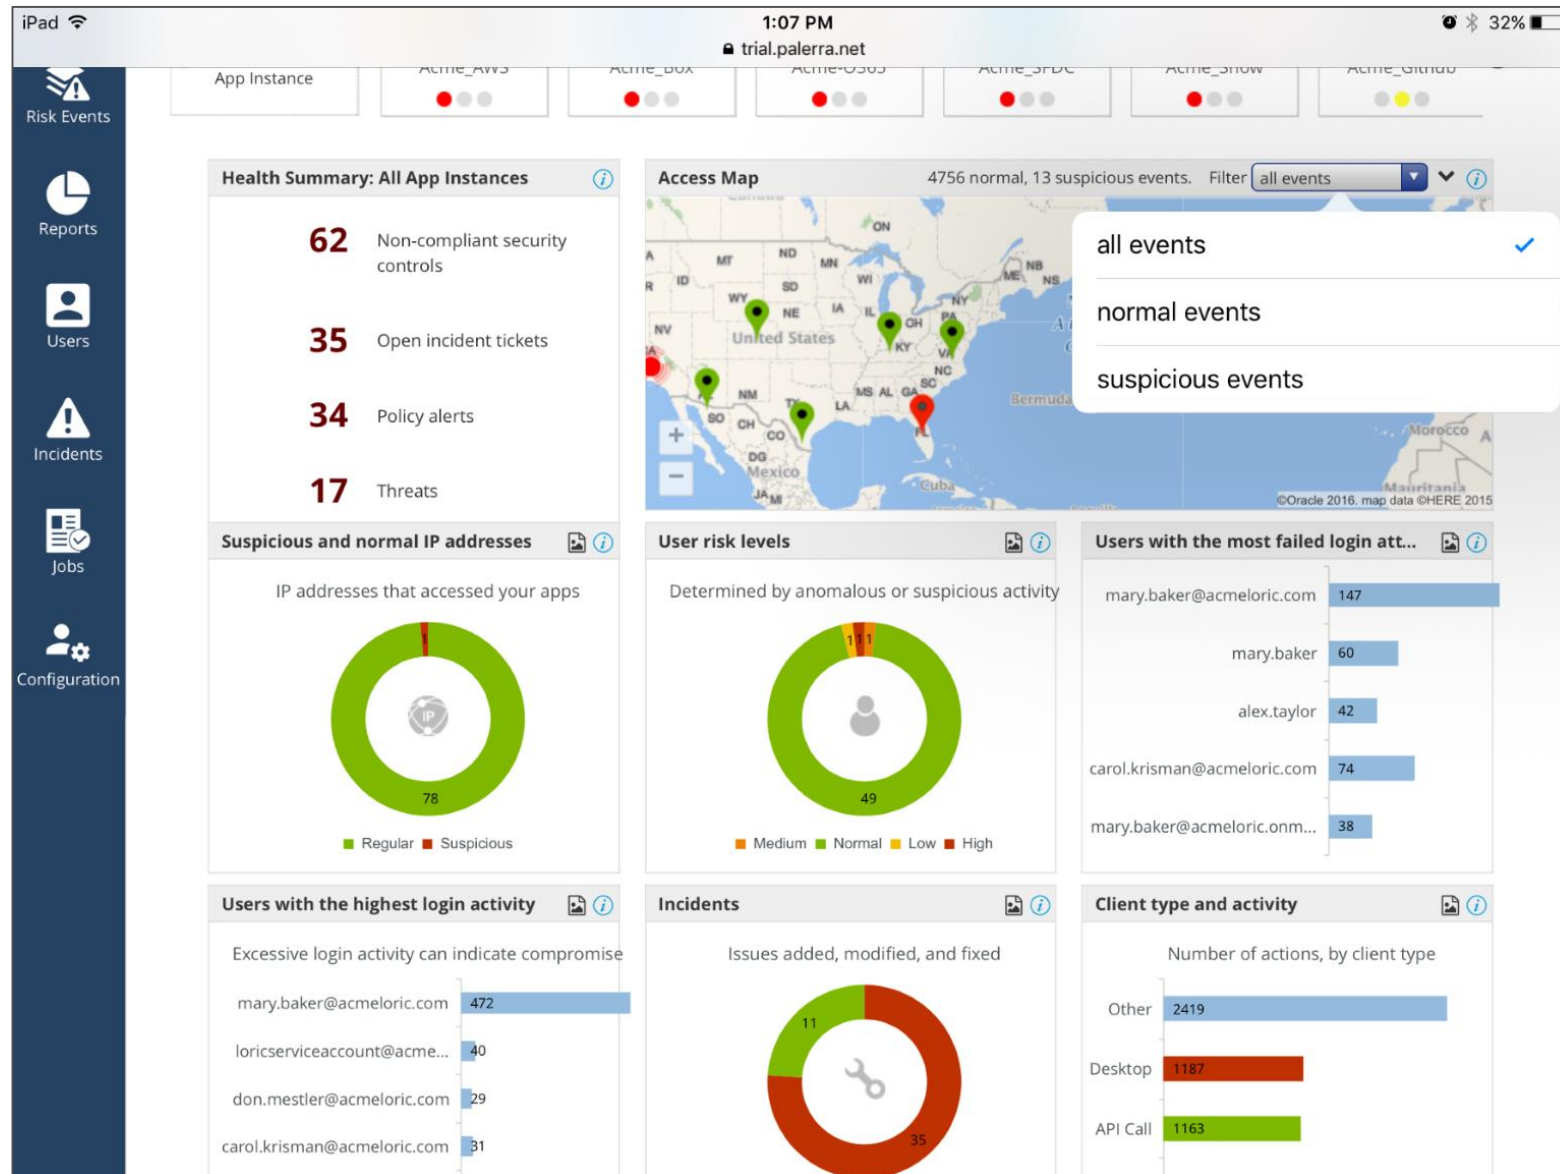 iPad
1:07 PM
32%
trial.palerra.net
App Instance
Acme_AWS
Acme_Box
Acme-O365
Acme_SFDC
Acme_Snow
Acme_Github
Risk Events
Reports
Users
Incidents
Jobs
Configuration
Health Summary: All App Instances
62 Non-compliant security
controls
35 Open incident tickets
34 Policy alerts
17 Threats
Access Map
4756 normal, 13 suspicious events. Filter all events
all events
normal events
suspicious events
Canada
ON
MT
ND
MN
NB
ME
NS
ID
SD
WI
WY
NY
NE
IA
IL
OH
PA
NV
United States
KY
VA
NC
SC
NM
MS AL GA
LA
SO
CH
CO
FL
Bermuda
DG
Mexico
JA
MI
Cuba
Morocco
Mauritania
©Oracle 2016. map data ©HERE 2015
Suspicious and normal IP addresses
IP addresses that accessed your apps
1
IP
78
Regular Suspicious
User risk levels
Determined by anomalous or suspicious activity
1 1 1
49
Medium Normal Low High
Users with the most failed login att...
mary.baker@acmeloric.com 147
mary.baker 60
alex.taylor 42
carol.krisman@acmeloric.com 74
mary.baker@acmeloric.onm... 38
Users with the highest login activity
Excessive login activity can indicate compromise
mary.baker@acmeloric.com 472
loricserviceaccount@acme... 40
don.mestler@acmeloric.com 29
carol.krisman@acmeloric.com 31
Incidents
Issues added, modified, and fixed
11
35
Client type and activity
Number of actions, by client type
Other 2419
Desktop 1187
API Call 1163